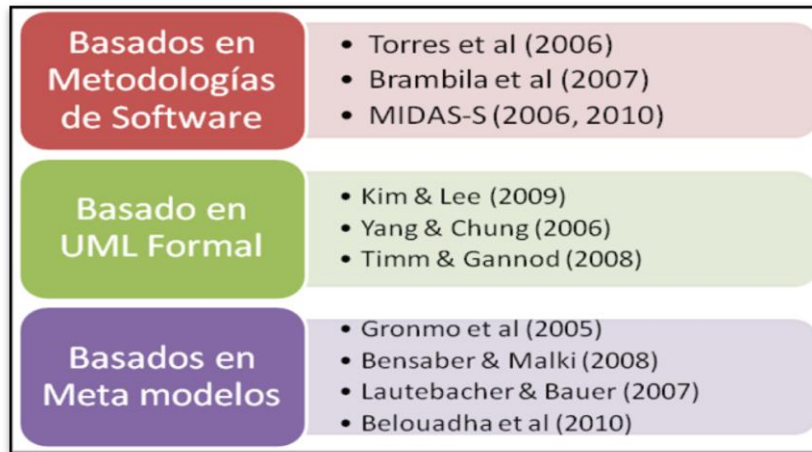 Basados en
Metodologías
de Software
• Torres et al (2006)
• Brambila et al (2007)
• MIDAS-S (2006, 2010)
Basado en
UML Formal
• Kim & Lee (2009)
• Yang & Chung (2006)
• Timm & Gannod (2008)
Basados en
Meta modelos
• Gronmo et al (2005)
• Bensaber & Malki (2008)
• Lautebacher & Bauer (2007)
• Belouadha et al (2010)